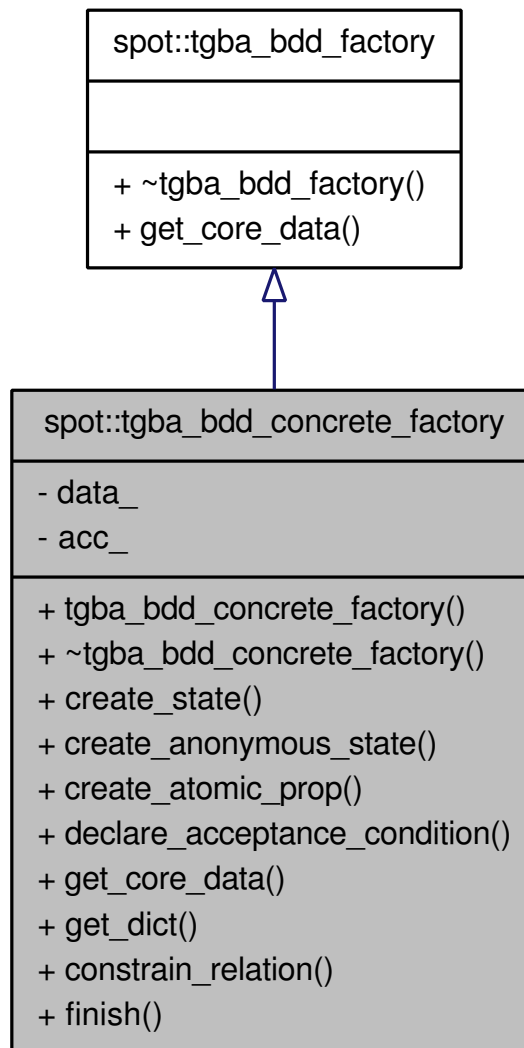 spot::tgba_bdd_factory
+ ~tgba_bdd_factory()
+ get_core_data()
spot::tgba_bdd_concrete_factory
- data_
- acc_
+ tgba_bdd_concrete_factory()
+ ~tgba_bdd_concrete_factory()
+ create_state()
+ create_anonymous_state()
+ create_atomic_prop()
+ declare_acceptance_condition()
+ get_core_data()
+ get_dict()
+ constrain_relation()
+ finish()